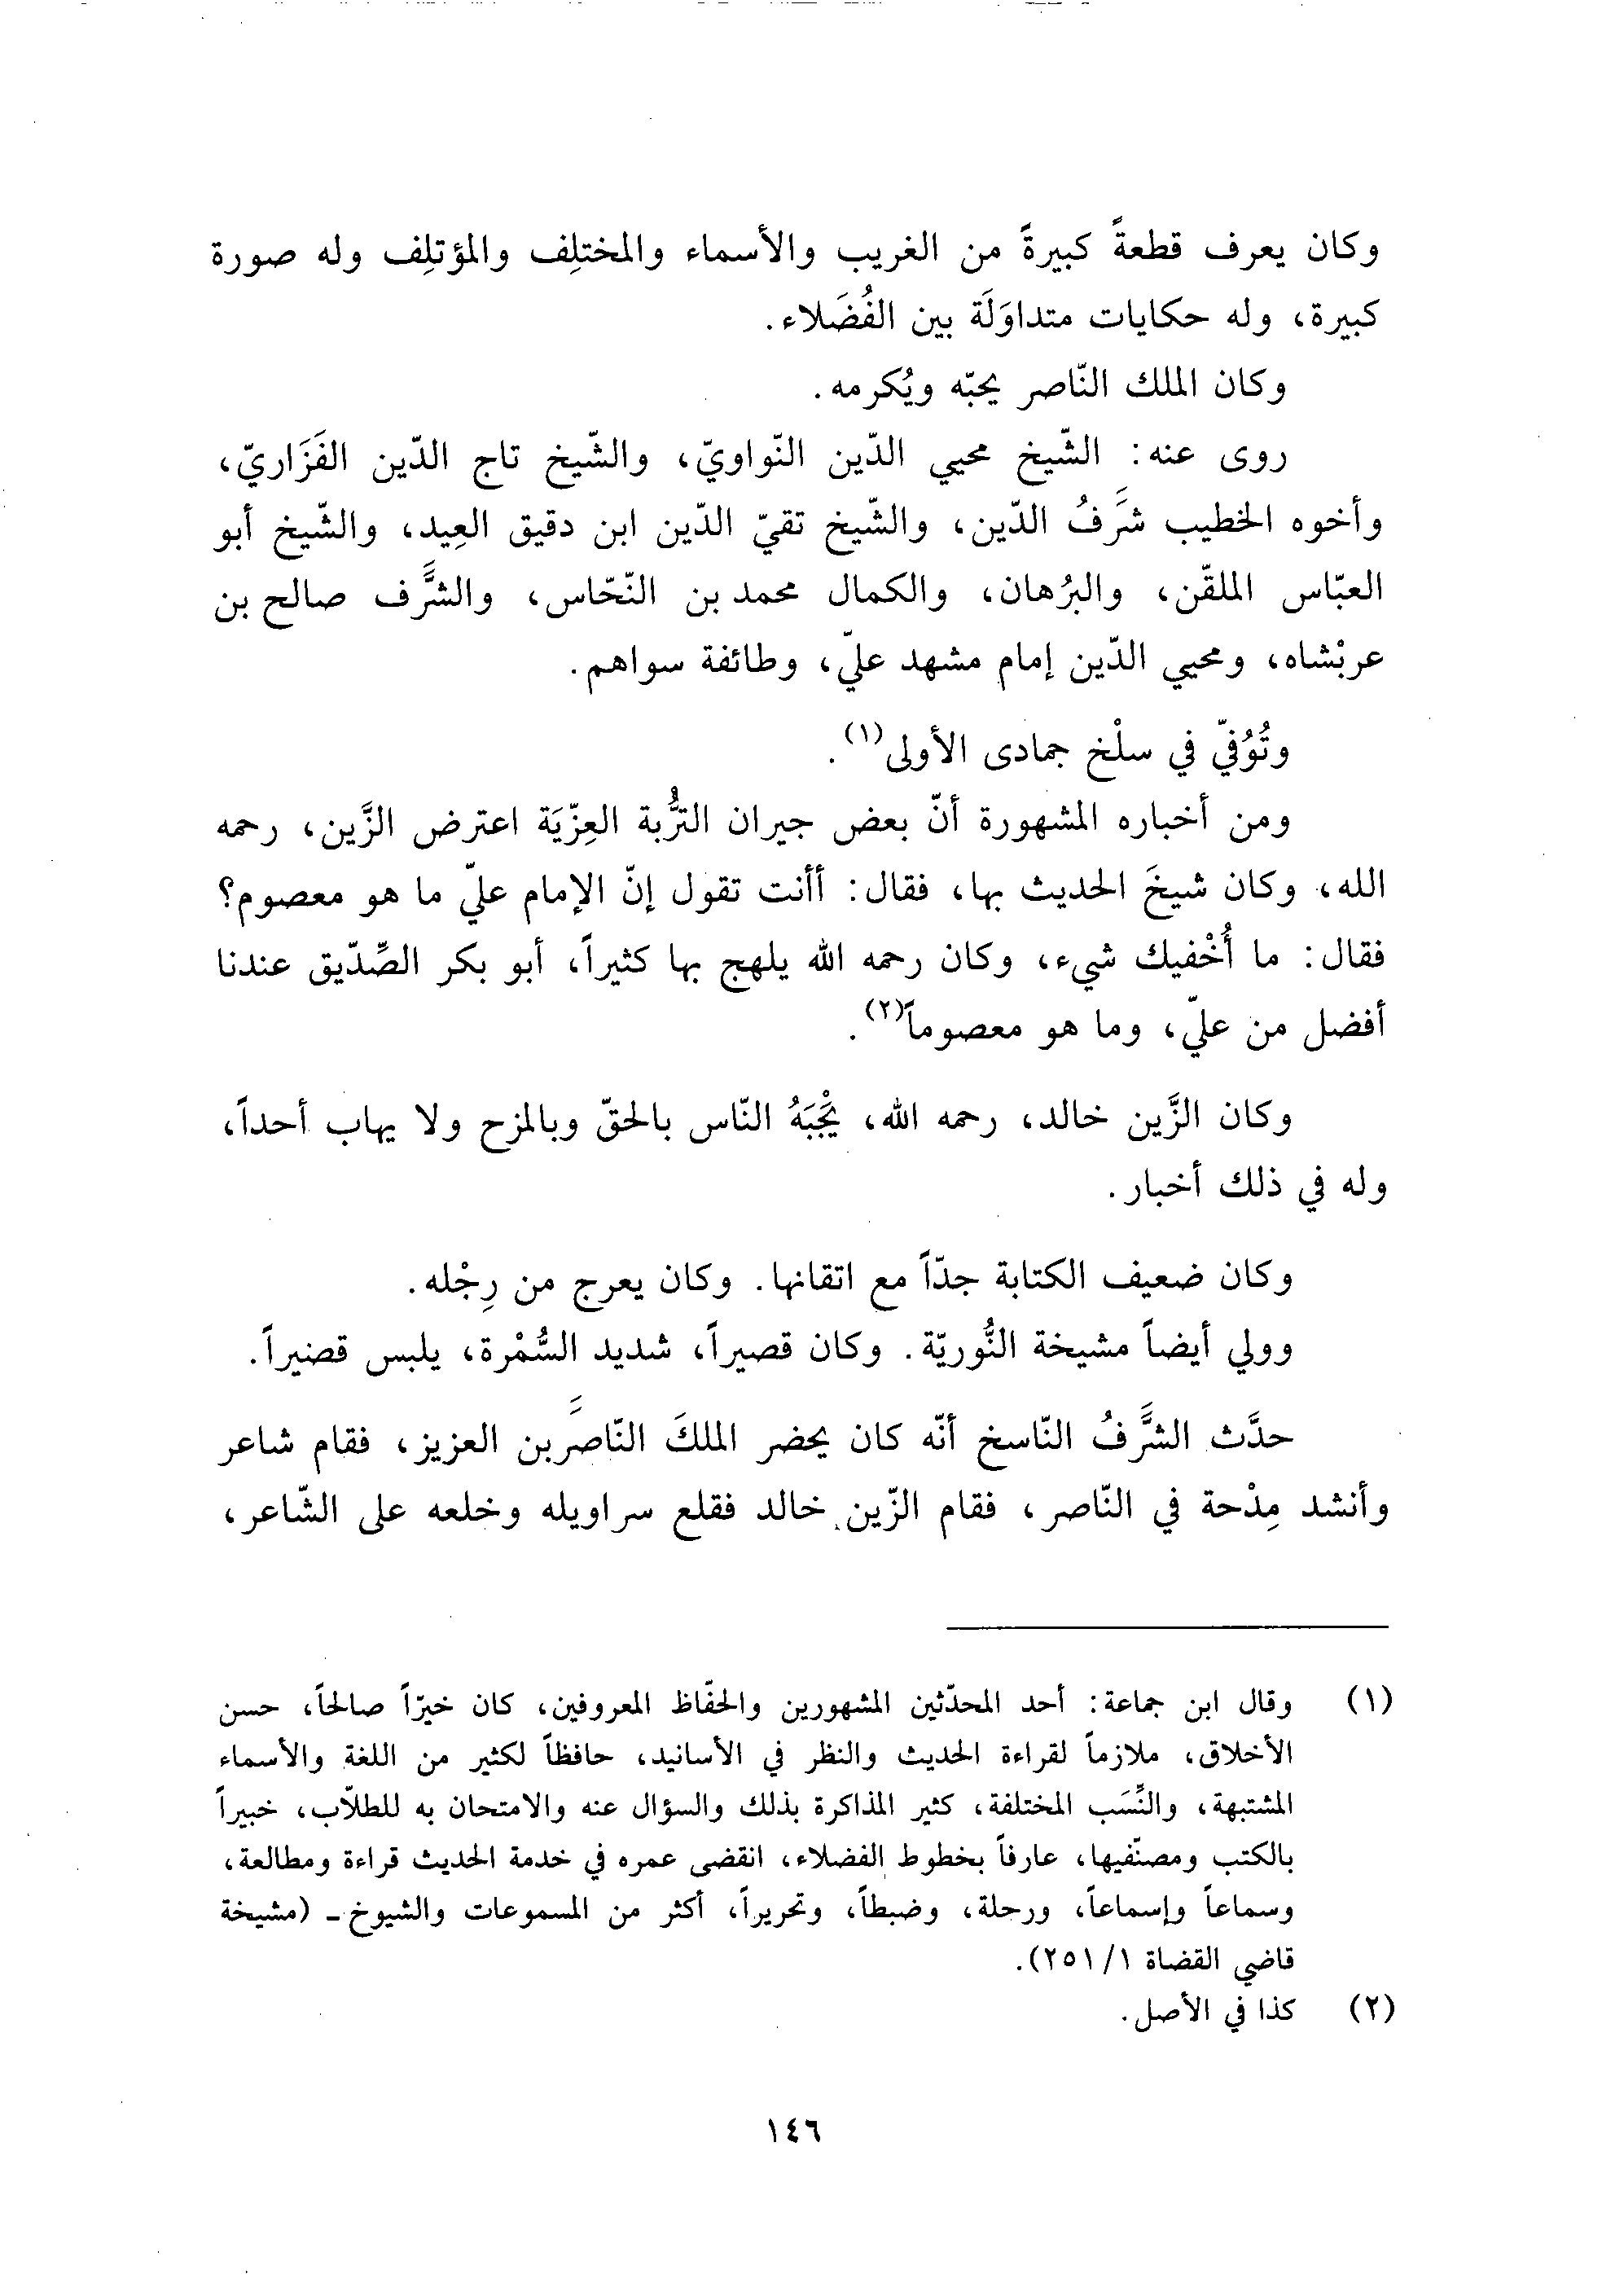 وكان يعرف قطعةً كبيرةً من الغريب والأسماء والمختلِف والمؤتلِف وله صورة
كبيرة، وله حكايات متداوَلَة بين الفُضَلاء.
وكان الملك النّاصر يحبّه ويُكرمه.
روى عنه: الشّيخ محيي الدّين النّواويّ، والشّيخ تاج الدّين الفَزَاريّ،
وأخوه الخطيب شَرَفُ الدّين، والشّيخ تقيّ الدّين ابن دقيق العِيد، والشّيخ أبو
العبّاس الملقّن، والبرُهان، والكمال محمد بن النّحّاس، والشَّرَف صالح بن
عربْشاه، ومحيي الدّين إمام مشهد عليّ، وطائفة سواهم.
وتُوُفيّ في سلْخ جمادى الأولى(١).
ومن أخباره المشهورة أنّ بعض جيران التُّربة العِزّيَة اعترض الزَّين، رحمه
الله، وكان شيخَ الحديث بها، فقال: أأنت تقول إنّ الإمام عليّ ما هو معصوم؟
فقال: ما أُخْفيك شيء، وكان رحمه الله يلهج بها كثيراً، أبو بكر الصِّدّيق عندنا
أفضل من عليّ، وما هو معصوماً(٢).
وكان الزَّين خالد، رحمه الله، يَجْبَهُ النّاس بالحقّ وبالمزح ولا يهاب أحداً،
وله في ذلك أخبار.
وكان ضعيف الكتابة جدّاً مع اتقانها. وكان يعرج من رِجْله.
وولي أيضاً مشيخة النُّوريّة. وكان قصيراً، شديد السُّمْرة، يلبس قصنيراً.
حدَّث الشَّرَفُ النّاسخ أنّه كان يحضر الملكَ النّاصرَ بن العزيز، فقام شاعر
وأنشد مِدْحة في النّاصر، فقام الزّين خالد فقلع سراويله وخلعه على الشّاعر،
(١) وقال ابن جماعة: أحد المحدّثين المشهورين والحفّاظ المعروفين، كان خيّراً صالحاً، حسن
الأخلاق، ملازماً لقراءة الحديث والنظر في الأسانيد، حافظاً لكثير من اللغة والأسماء
المشتبهة، والنِّسَب المختلفة، كثير المذاكرة بذلك والسؤال عنه والامتحان به للطلّاب، خبيراً
بالكتب ومصنّفيها، عارفاً بخطوط الفضلاء، انقضى عمره في خدمة الحديث قراءة ومطالعة،
وسماعاً وإسماعاً، ورحلة، وضبطاً، وتحريراً، أكثر من المسموعات والشيوخ - (مشيخة
قاضي القضاة ١/ ٢٥١).
(٢) كذا في الأصل.
١٤٦